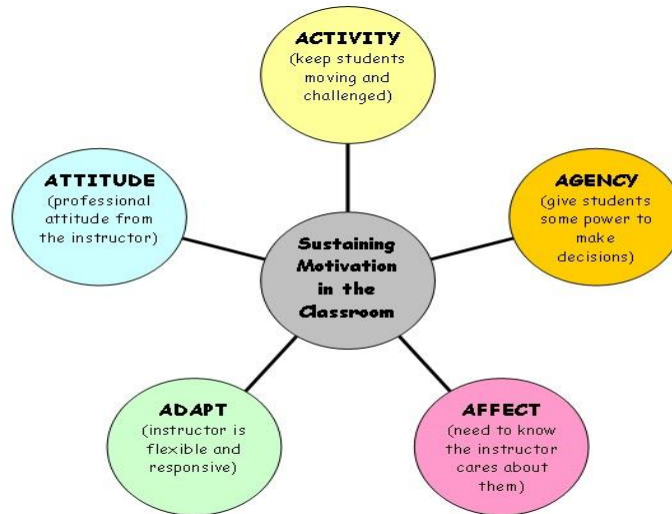 ACTIVITY
(keep students
moving and
challenged)
ATTITUDE
(professional
attitude from
the instructor)
AGENCY
(give students
some power to
make
decisions)
Sustaining
Motivation
in the
Classroom
ADAPT
(instructor is
flexible and
responsive)
AFFECT
(need to know
the instructor
cares about
them)